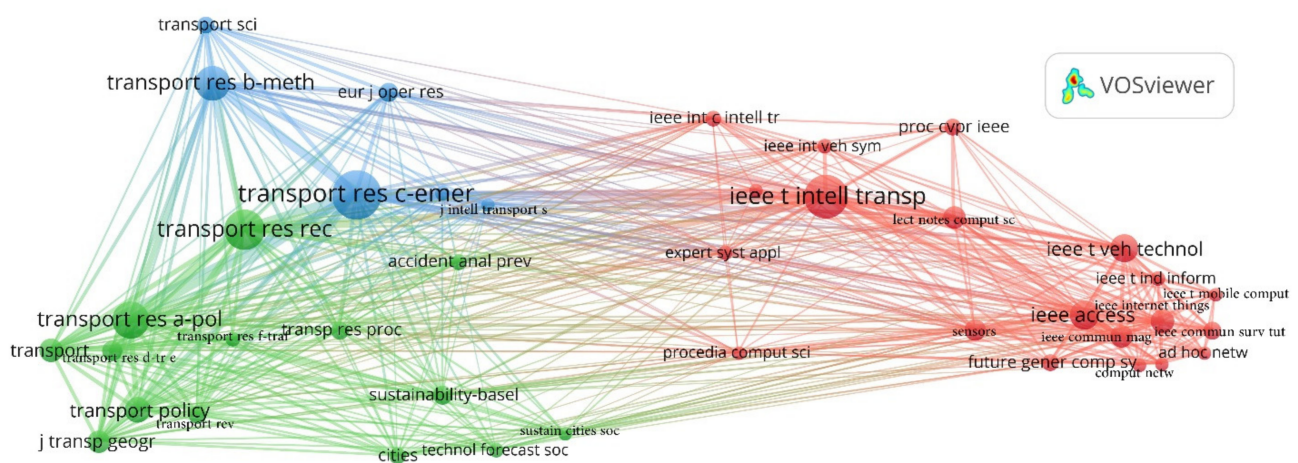 transport sci
transport res b-meth
eur j oper res
VOSviewer
ieee int c intell tr
proc cvpr ieee
ieee int veh sym
transport res c-emer
ieee t intell transp
j intell transport s
lect notes comput sc
transport res rec
ieee t veh technol
accident anal prev
expert syst appl
ieee t ind inform
ieee t mobile comput
ieee internet things
transport res a-pol
ieee access
transport res f-traf
transp res proc
sensors
ieee commun mag
ieee commun surv tut
transport
transport res d-tr e
procedia comput sci
ad hoc netw
future gener comp sy
comput netw
sustainability-basel
transport policy
transport rev
j transp geogr
sustain cities soc
cities
technol forecast soc